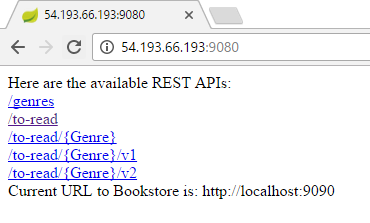 54.193.66.193:9080
54.193.66.193:9080
Here are the available REST APIs:
/genres
/to-read
/to-read/{Genre}
/to-read/{Genre}/v1
/to-read/{Genre}/v2
Current URL to Bookstore is: http://localhost:9090